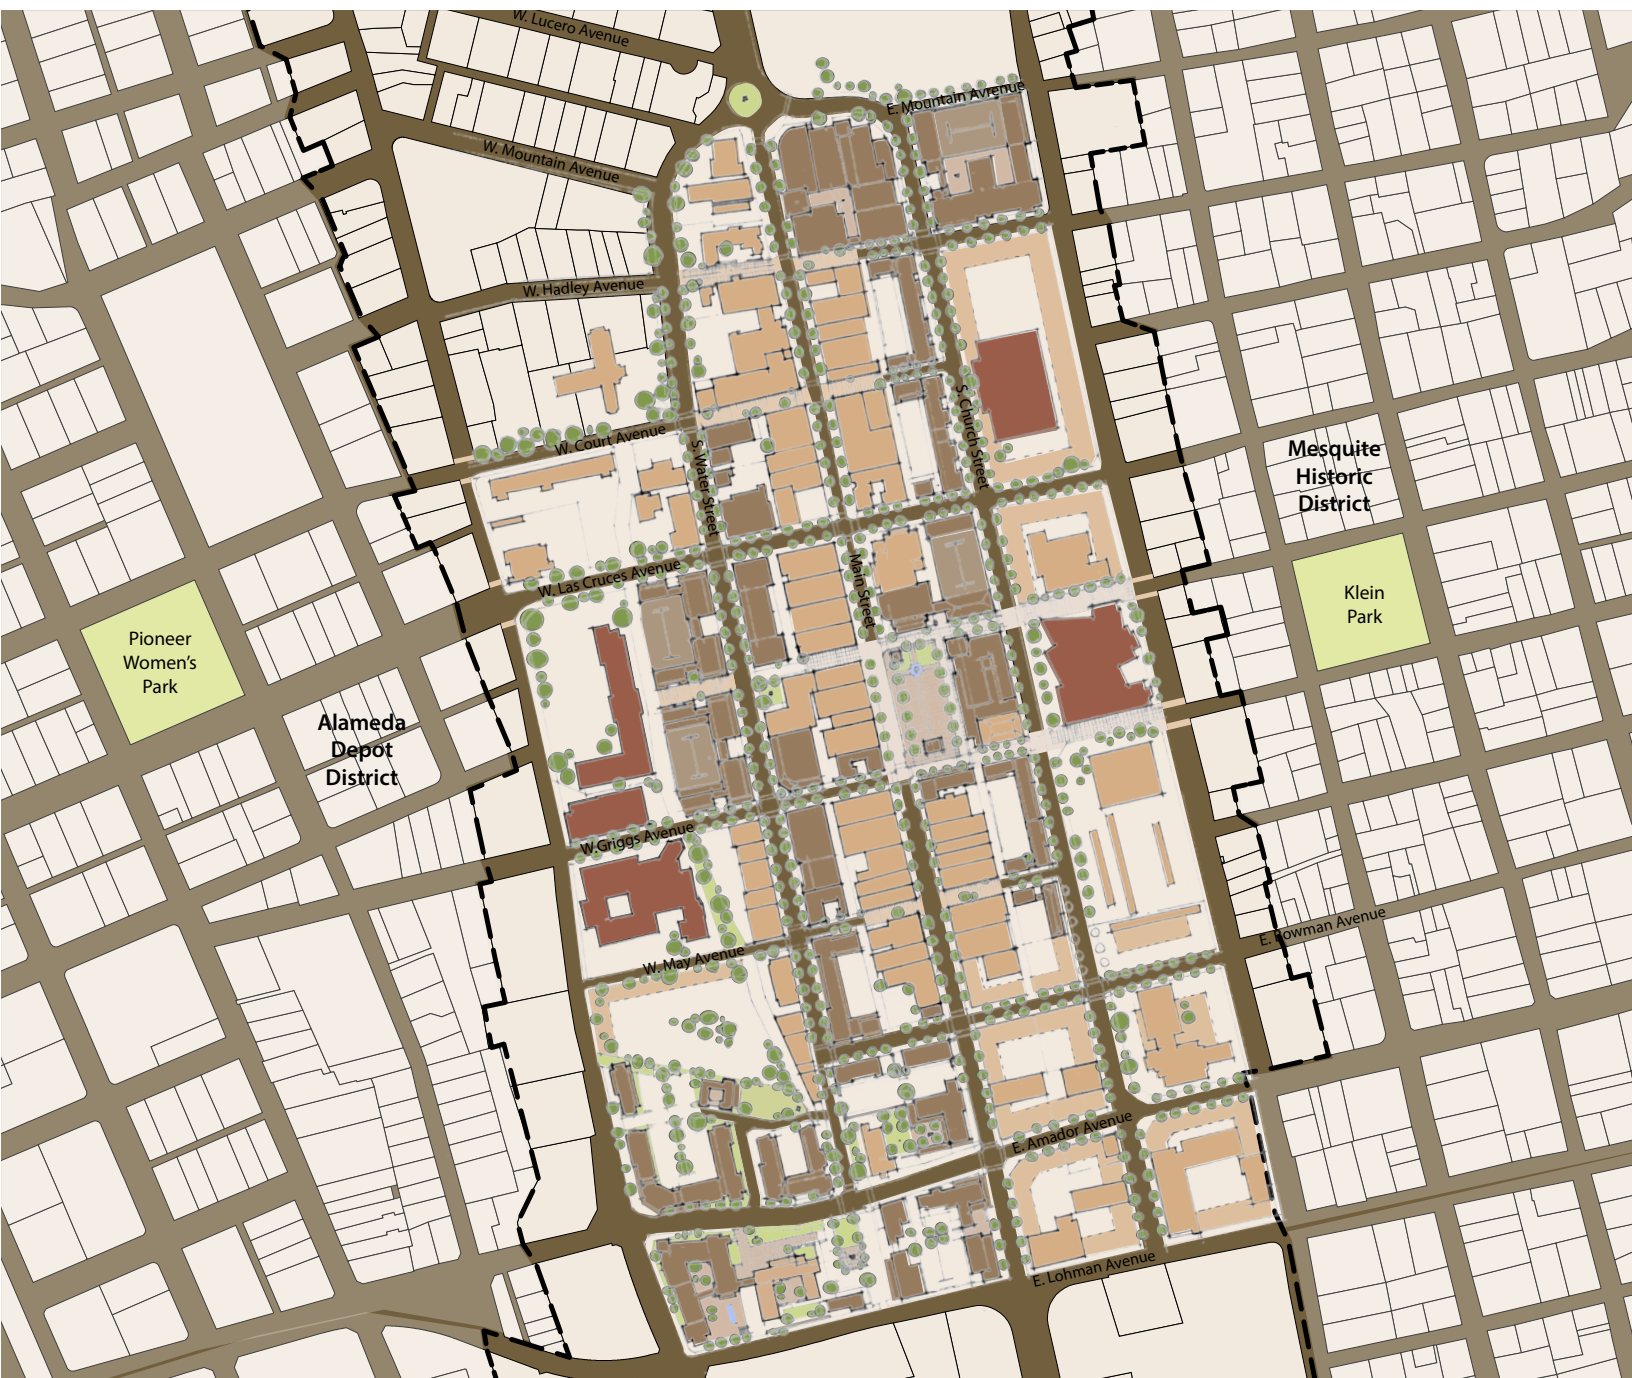 W. Lucero Avenue
E. Mountain Avrenue
W. Mountain Avenue
W. Hadley Avenue
W. Court Avenue
S. Water Street
S. Church Street
Mesquite
Historic
District
W. Las Cruces Avenue
Main Street
Klein
Park
Pioneer
Women's
Park
Alameda
Depot
District
W.Griggs Avenue
E. Bowman Avenue
W. May Avenue
E. Amador Avenue
E. Lohman Avenue